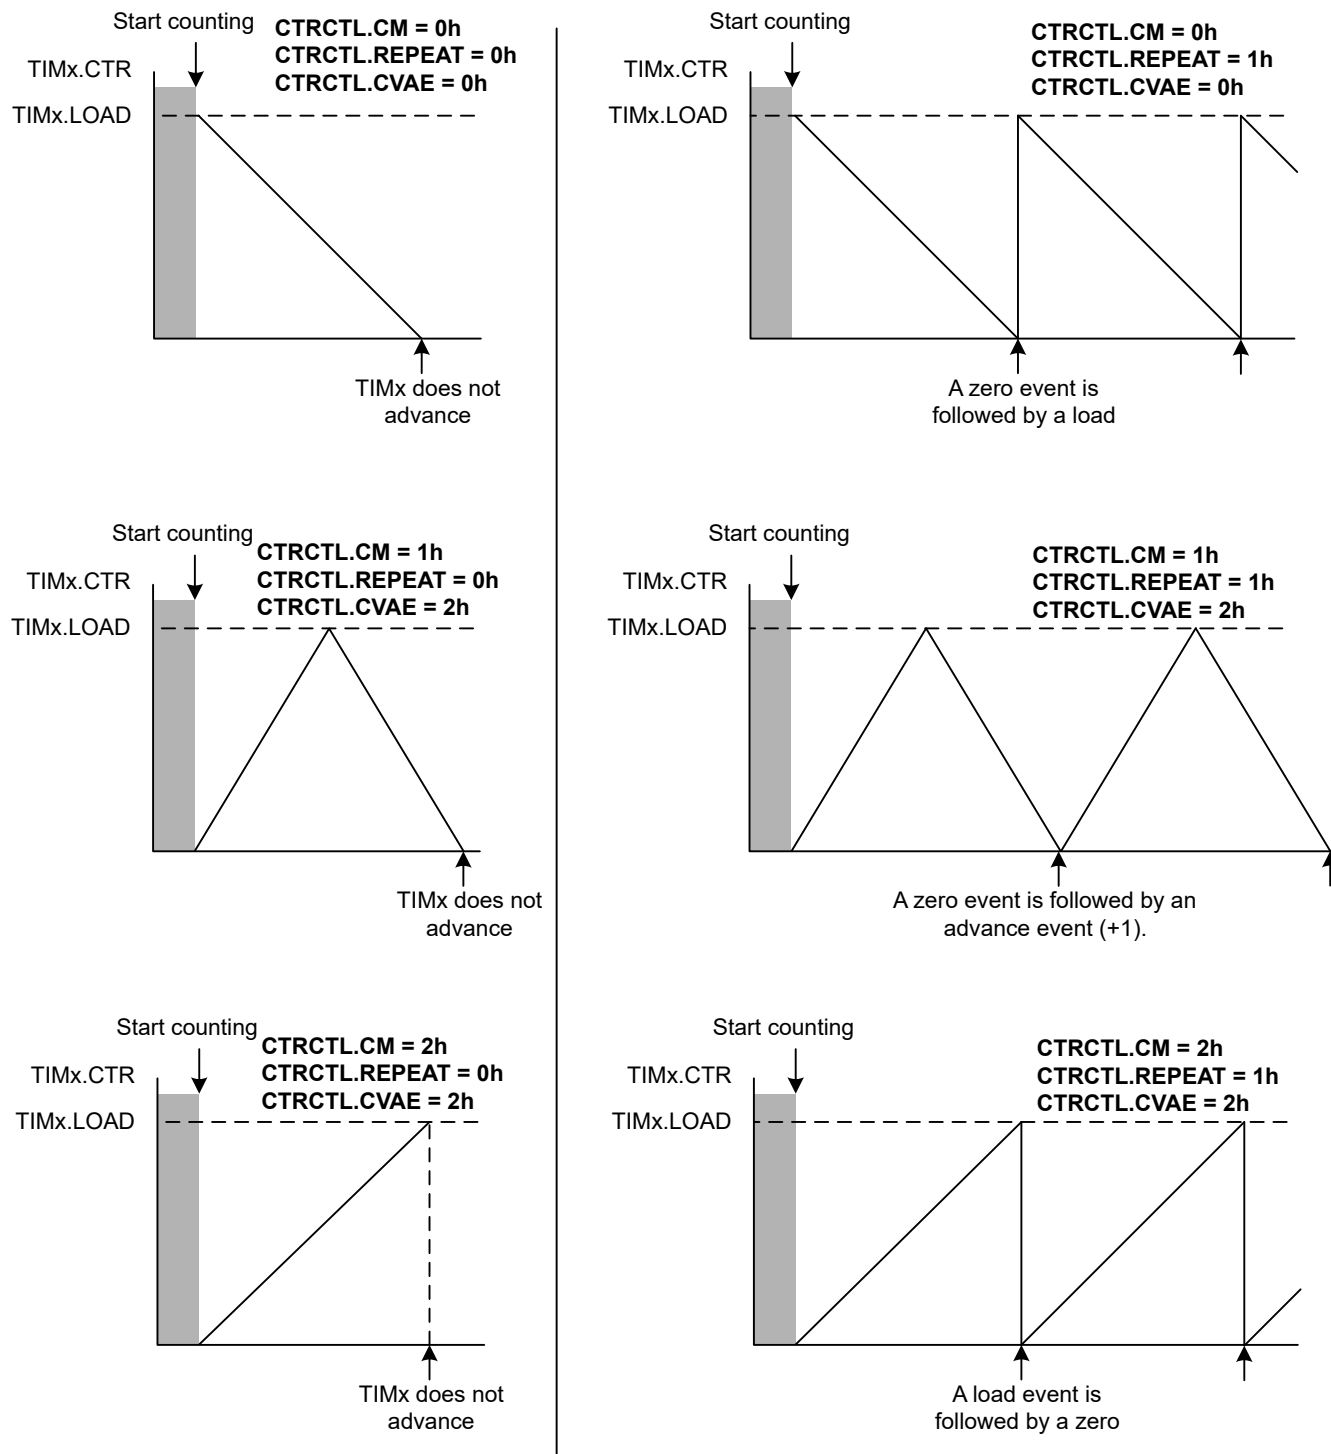 Start counting
CTRCTL.CM = 0h
CTRCTL.REPEAT = 0h
CTRCTL.CVAE = 0h
TIMx.CTR
TIMx.LOAD
TIMx does not
advance
Start counting
CTRCTL.CM = 0h
CTRCTL.REPEAT = 1h
CTRCTL.CVAE = 0h
TIMx.CTR
TIMx.LOAD
A zero event is
followed by a load
Start counting
CTRCTL.CM = 1h
CTRCTL.REPEAT = 0h
CTRCTL.CVAE = 2h
TIMx.CTR
TIMx.LOAD
TIMx does not
advance
Start counting
CTRCTL.CM = 1h
CTRCTL.REPEAT = 1h
CTRCTL.CVAE = 2h
TIMx.CTR
TIMx.LOAD
A zero event is followed by an
advance event (+1).
Start counting
CTRCTL.CM = 2h
CTRCTL.REPEAT = 0h
CTRCTL.CVAE = 2h
TIMx.CTR
TIMx.LOAD
TIMx does not
advance
Start counting
CTRCTL.CM = 2h
CTRCTL.REPEAT = 1h
CTRCTL.CVAE = 2h
TIMx.CTR
TIMx.LOAD
A load event is
followed by a zero